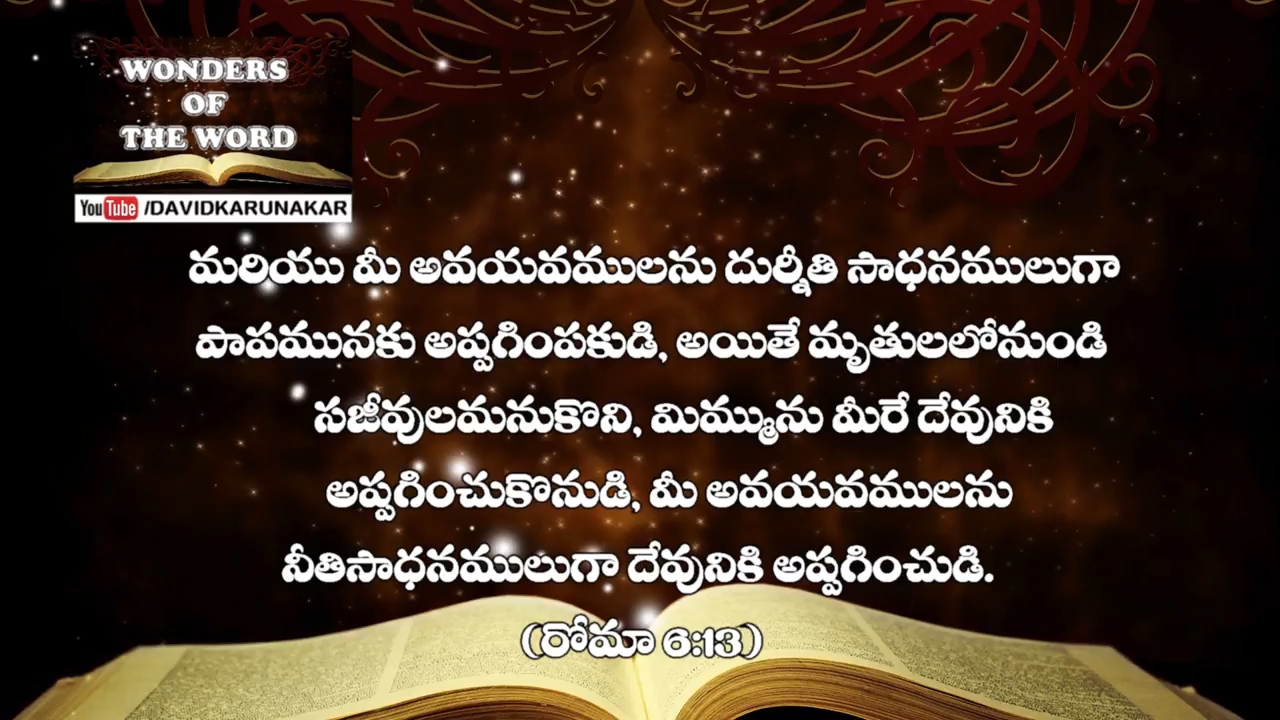 WONDERS
OF
THE WORD
YouTube /DAVIDKARUNAKAR
మరియు మీ అవయవములను దుర్నీతి సాధనములుగా
పాపమునకు అప్పగింపకుడి, అయితే మృతులలోనుండి
సజీవులమనుకొని, మిమ్మును మీరే దేవునికి
అప్పగించుకొనుడి, మీ అవయవములను
నీతిసాధనములుగా దేవునికి అప్పగించుడి.
(రోమా 6:13)